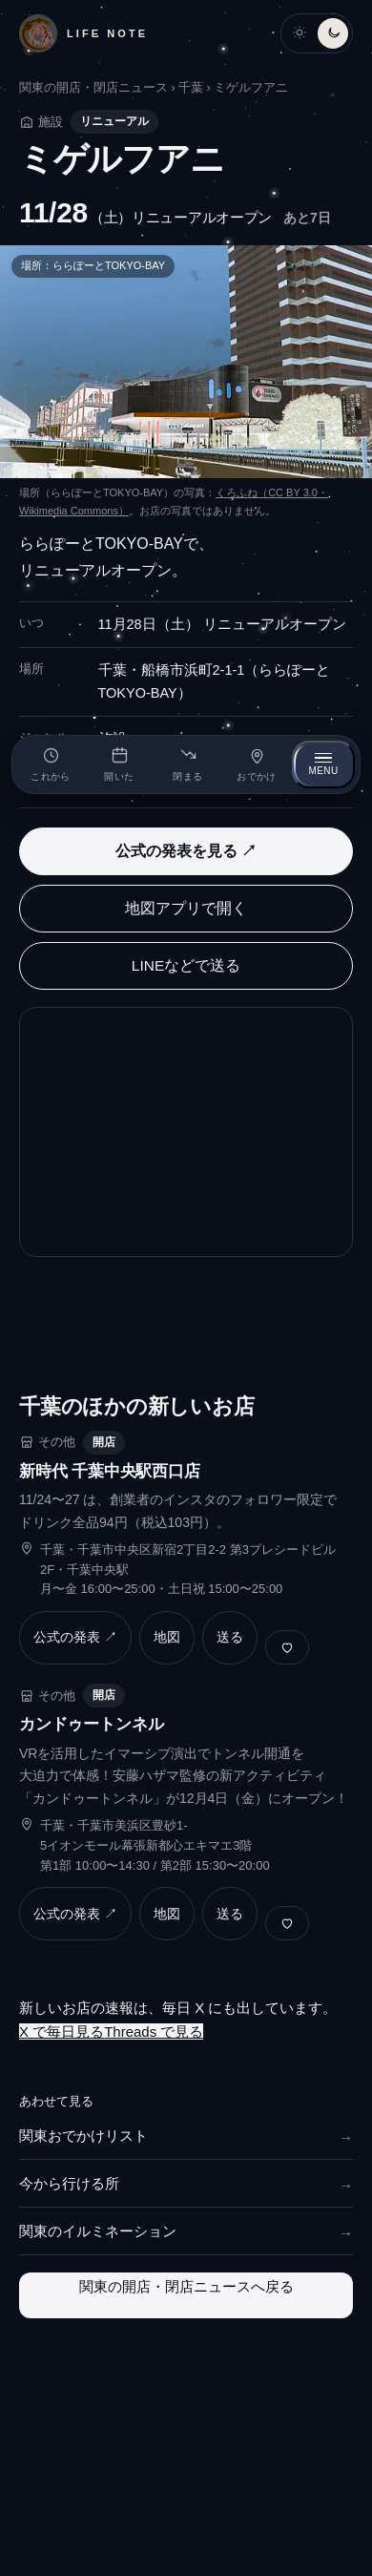 LIFE NOTE
関東の開店・閉店ニュース › 千葉 › ミゲルフアニ
施設 リニューアル
ミゲルフアニ
11/28（土）リニューアルオープン あと7日
場所：ららぽーとTOKYO-BAY
場所（ららぽーとTOKYO-BAY）の写真：くろふね（CC BY 3.0・
Wikimedia Commons）。お店の写真ではありません。
ららぽーとTOKYO-BAYで、
リニューアルオープン。
いつ 11月28日（土） リニューアルオープン
場所 千葉・船橋市浜町2-1-1（ららぽーと
TOKYO-BAY）
これから 開いた 閉まる おでかけ MENU
公式の発表を見る ↗
地図アプリで開く
LINEなどで送る
千葉のほかの新しいお店
その他 開店
新時代 千葉中央駅西口店
11/24〜27 は、創業者のインスタのフォロワー限定で
ドリンク全品94円（税込103円）。
千葉・千葉市中央区新宿2丁目2-2 第3プレシードビル
2F・千葉中央駅
月〜金 16:00〜25:00・土日祝 15:00〜25:00
公式の発表 ↗ 地図 送る
その他 開店
カンドゥートンネル
VRを活用したイマーシブ演出でトンネル開通を
大迫力で体感！安藤ハザマ監修の新アクティビティ
「カンドゥートンネル」が12月4日（金）にオープン！
千葉・千葉市美浜区豊砂1-
5イオンモール幕張新都心エキマエ3階
第1部 10:00〜14:30 / 第2部 15:30〜20:00
公式の発表 ↗ 地図 送る
新しいお店の速報は、毎日 X にも出しています。
X で毎日見るThreads で見る
あわせて見る
関東おでかけリスト →
今から行ける所 →
関東のイルミネーション →
関東の開店・閉店ニュースへ戻る